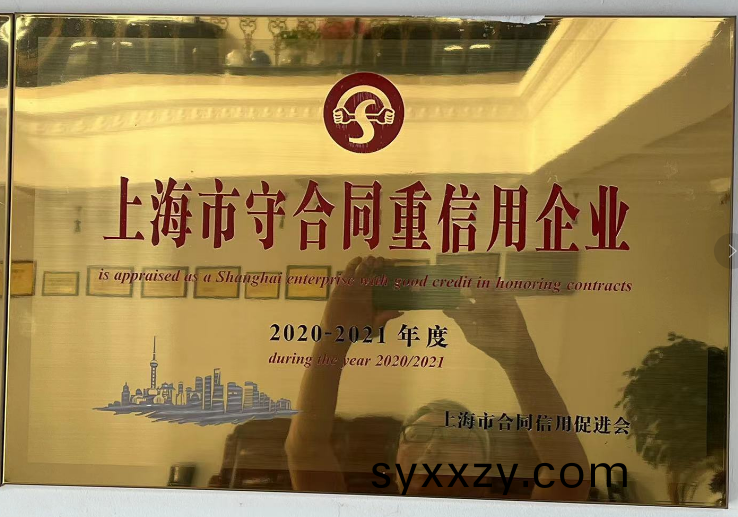 上海市守合同重信用企业
is appraised as a Shanghai enterprise with good credit in honoring contracts
2020-2021 年度
during the year 2020/2021
上海市合同信用促进会
syxxzy.com